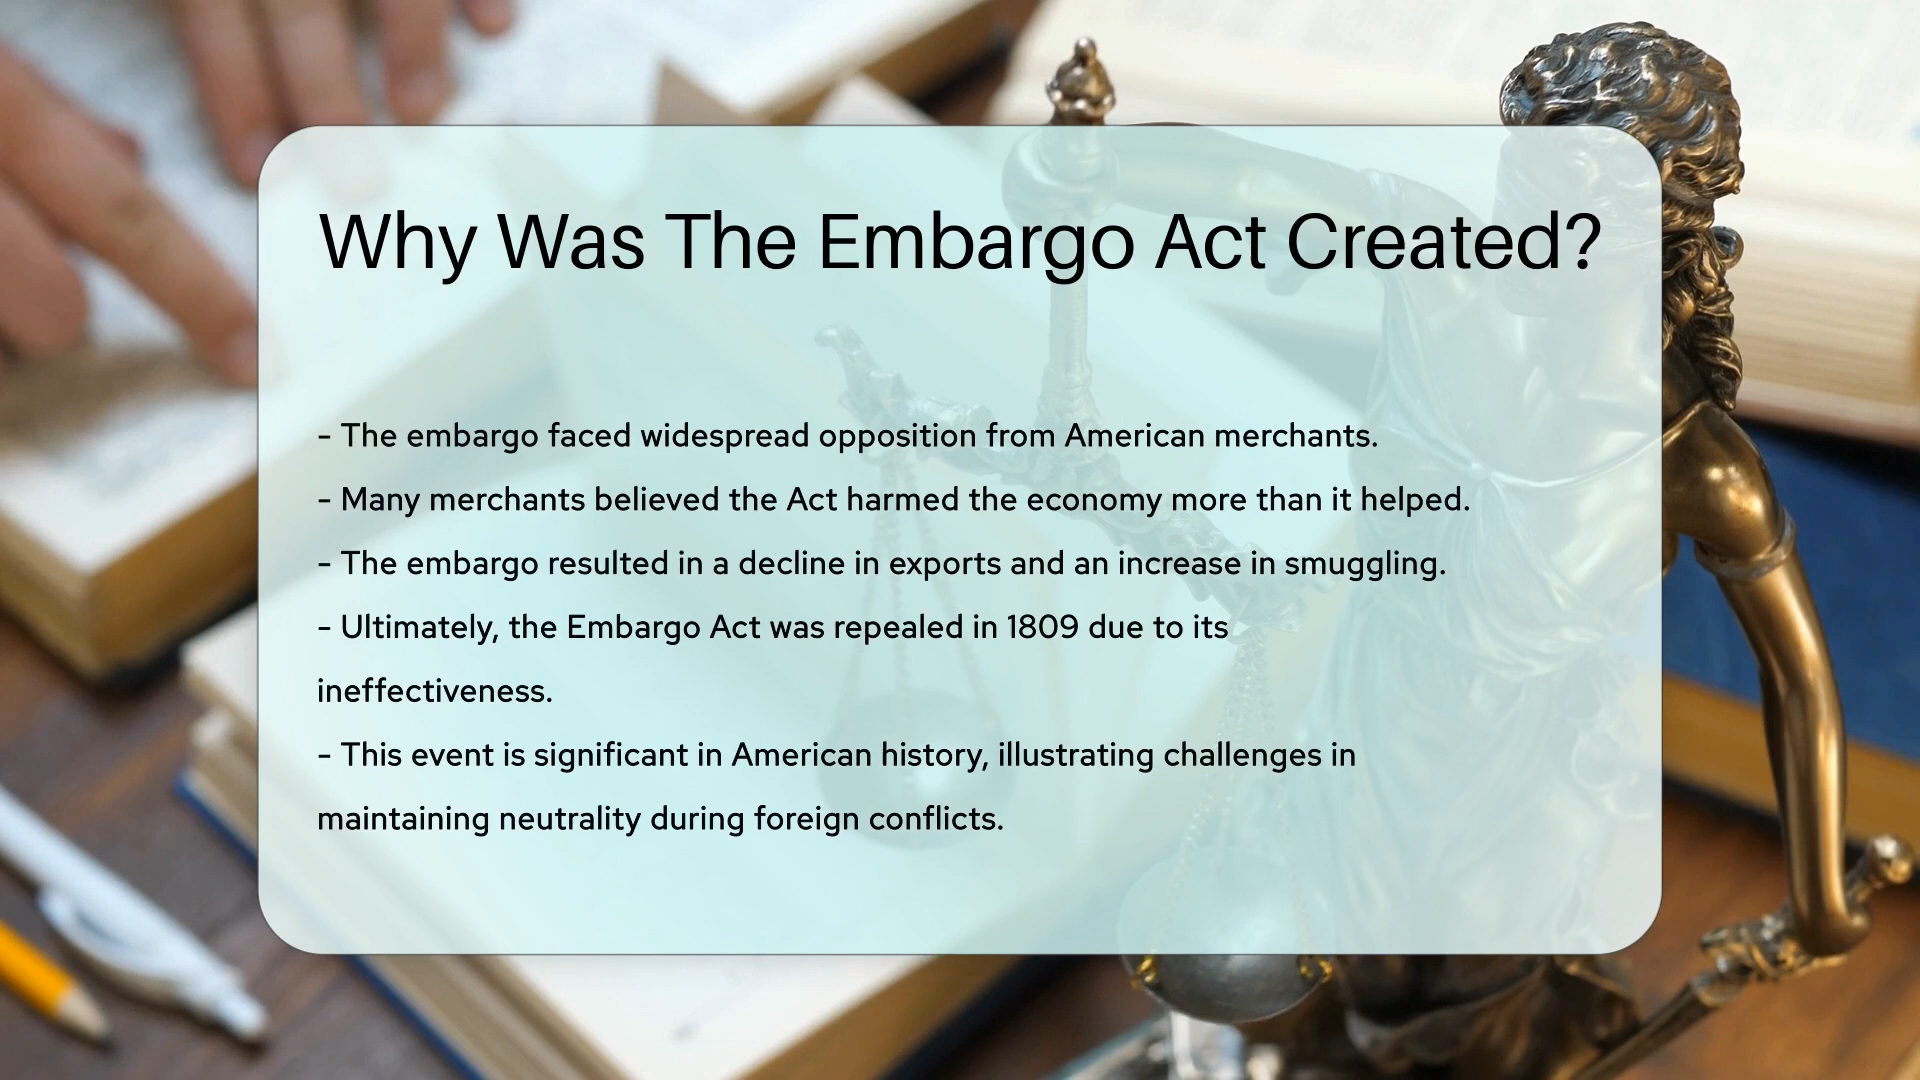 Why Was The Embargo Act Created?
- The embargo faced widespread opposition from American merchants.
- Many merchants believed the Act harmed the economy more than it helped.
- The embargo resulted in a decline in exports and an increase in smuggling.
- Ultimately, the Embargo Act was repealed in 1809 due to its
ineffectiveness.
- This event is significant in American history, illustrating challenges in
maintaining neutrality during foreign conflicts.